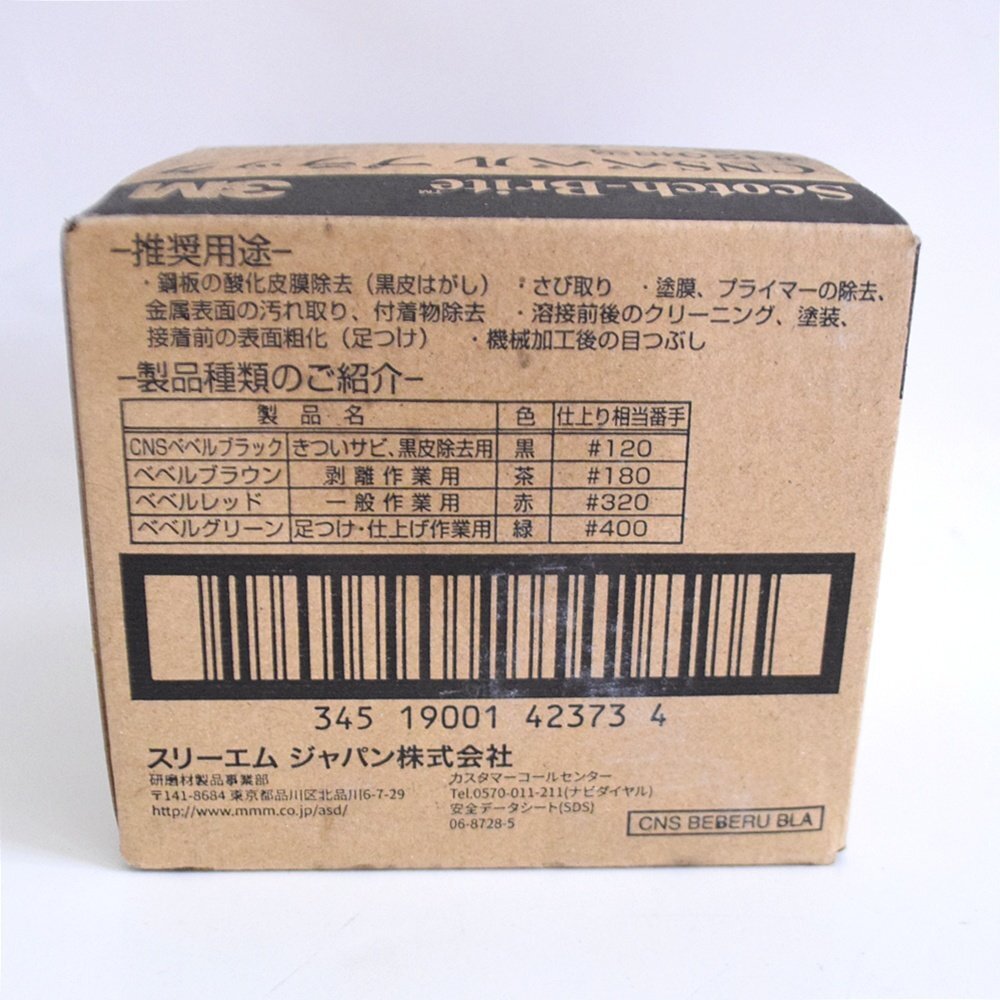 CNSベベル ブラック
3M Scotch-Brite™
－推奨用途－
・鋼板の酸化皮膜除去（黒皮はがし） ・さび取り ・塗膜、プライマーの除去、
金属表面の汚れ取り、付着物除去 ・溶接前後のクリーニング、塗装、
接着前の表面粗化（足つけ） ・機械加工後の目つぶし
－製品種類のご紹介－
製品名 色 仕上り相当番手
CNSベベルブラック きついサビ、黒皮除去用 黒 #120
ベベルブラウン 剥離作業用 茶 #180
ベベルレッド 一般作業用 赤 #320
ベベルグリーン 足つけ・仕上げ作業用 緑 #400
345 19001 42373 4
スリーエム ジャパン株式会社
研磨材製品事業部
〒141-8684 東京都品川区北品川6-7-29
http://www.mmm.co.jp/asd/
カスタマーコールセンター
Tel.0570-011-211(ナビダイヤル)
安全データシート(SDS)
06-8728-5
CNS BEBERU BLA